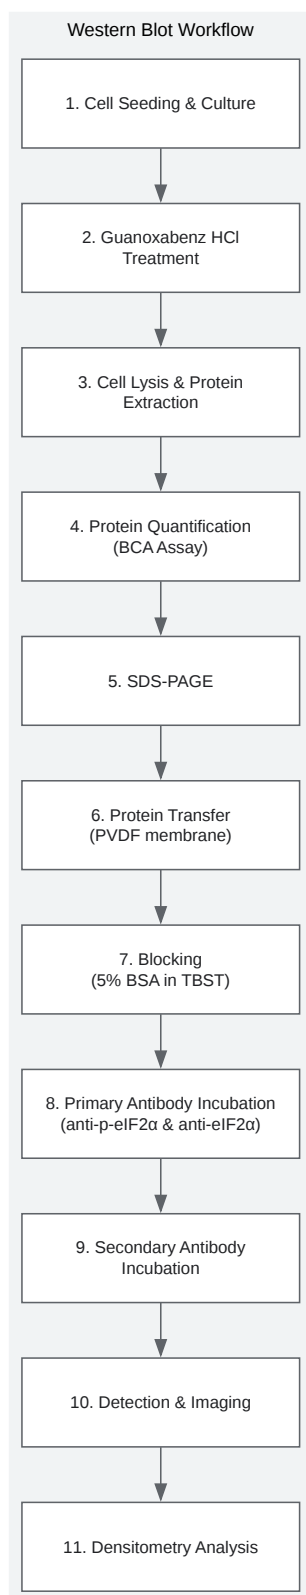 Western Blot Workflow
1. Cell Seeding & Culture
2. Guanoxabenz HCl
Treatment
3. Cell Lysis & Protein
Extraction
4. Protein Quantification
(BCA Assay)
5. SDS-PAGE
6. Protein Transfer
(PVDF membrane)
7. Blocking
(5% BSA in TBST)
8. Primary Antibody Incubation
(anti-p-eIF2α & anti-eIF2α)
9. Secondary Antibody
Incubation
10. Detection & Imaging
11. Densitometry Analysis